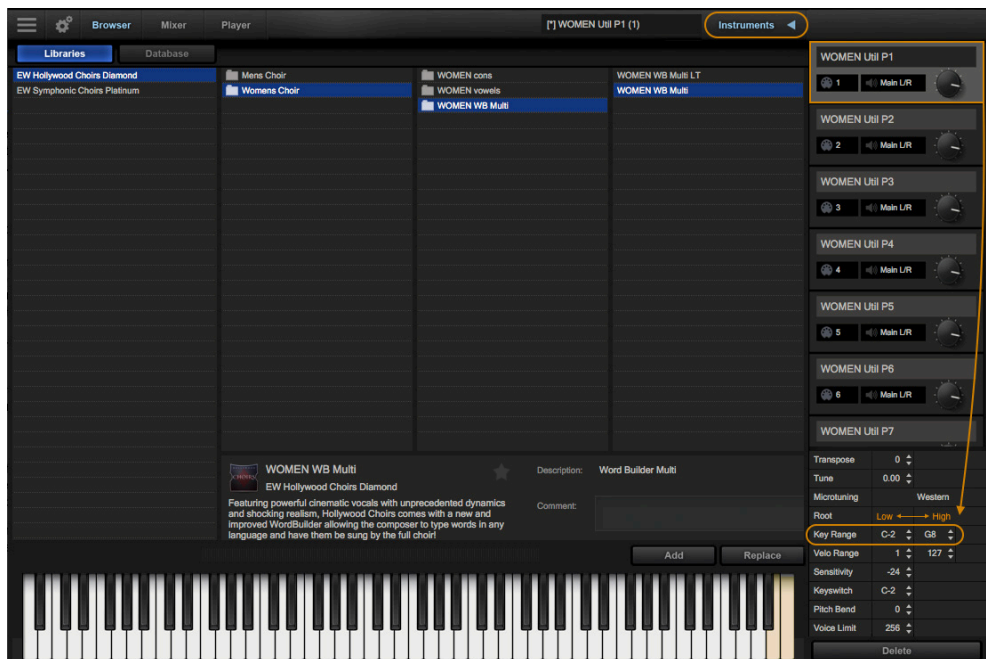 Browser Mixer Player [*] WOMEN Util P1 (1) Instruments
Libraries Database
EW Hollywood Choirs Diamond
EW Symphonic Choirs Platinum
Mens Choir
Womens Choir
WOMEN cons
WOMEN vowels
WOMEN WB Multi
WOMEN WB Multi LT
WOMEN WB Multi
WOMEN Util P1
1 Main L/R
WOMEN Util P2
2 Main L/R
WOMEN Util P3
3 Main L/R
WOMEN Util P4
4 Main L/R
WOMEN Util P5
5 Main L/R
WOMEN Util P6
6 Main L/R
WOMEN Util P7
CHOIRS
WOMEN WB Multi
EW Hollywood Choirs Diamond
Featuring powerful cinematic vocals with unprecedented dynamics
and shocking realism, Hollywood Choirs comes with a new and
improved WordBuilder allowing the composer to type words in any
language and have them be sung by the full choir!
Description: Word Builder Multi
Comment:
Add Replace
Transpose 0
Tune 0.00
Microtuning Western
Root Low High
Key Range C-2 G8
Velo Range 1 127
Sensitivity -24
Keyswitch C-2
Pitch Bend 0
Voice Limit 256
Delete